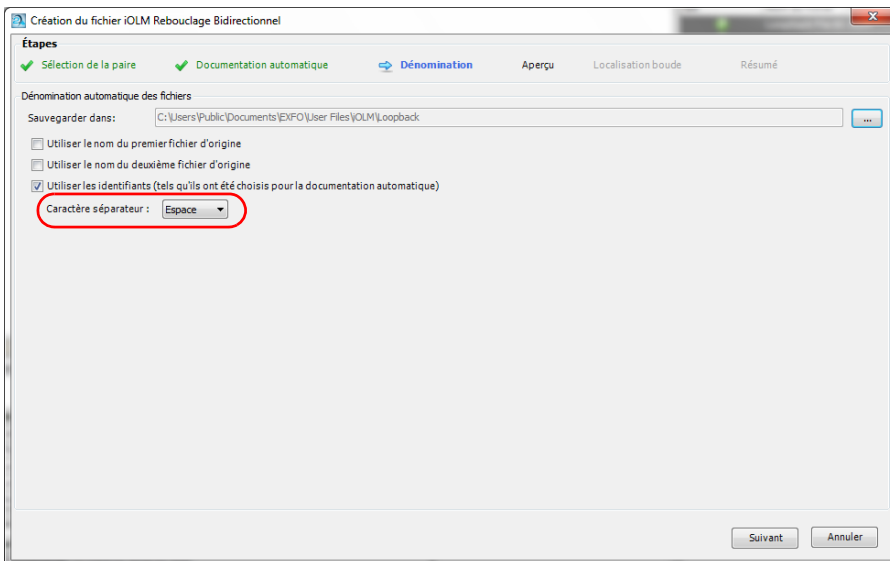 Création du fichier iOLM Rebouclage Bidirectionnel
Étapes
Sélection de la paire Documentation automatique Dénomination Aperçu Localisation boude Résumé
Dénomination automatique des fichiers
Sauvegarder dans: C:\Users\Public\Documents\EXFO\User Files\iOLM\Loopback ...
Utiliser le nom du premier fichier d'origine
Utiliser le nom du deuxième fichier d'origine
Utiliser les identifiants (tels qu'ils ont été choisis pour la documentation automatique)
Caractère séparateur : Espace
Suivant Annuler